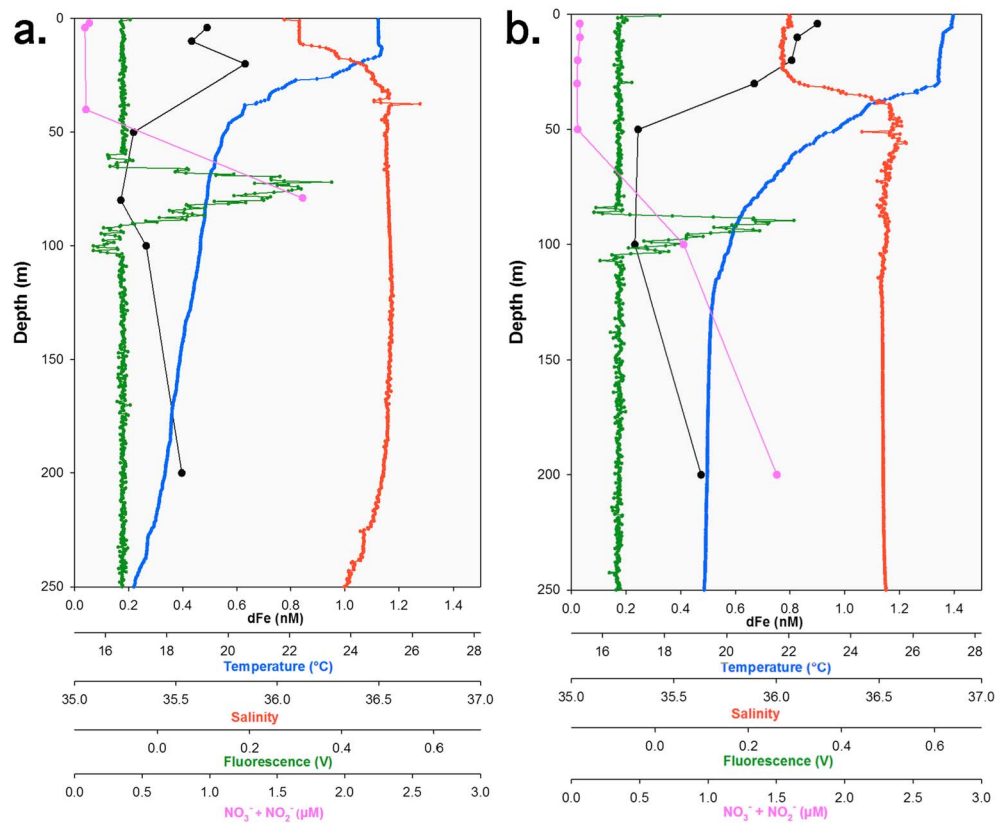 a.
0
50
100
150
200
250
Depth (m)
0.0 0.2 0.4 0.6 0.8 1.0 1.2 1.4
dFe (nM)
16 18 20 22 24 26 28
Temperature (°C)
35.0 35.5 36.0 36.5 37.0
Salinity
0.0 0.2 0.4 0.6
Fluorescence (V)
0.0 0.5 1.0 1.5 2.0 2.5 3.0
NO₃⁻ + NO₂⁻ (µM)
b.
0
50
100
150
200
250
Depth (m)
0.0 0.2 0.4 0.6 0.8 1.0 1.2 1.4
dFe (nM)
16 18 20 22 24 26 28
Temperature (°C)
35.0 35.5 36.0 36.5 37.0
Salinity
0.0 0.2 0.4 0.6
Fluorescence (V)
0.0 0.5 1.0 1.5 2.0 2.5 3.0
NO₃⁻ + NO₂⁻ (µM)